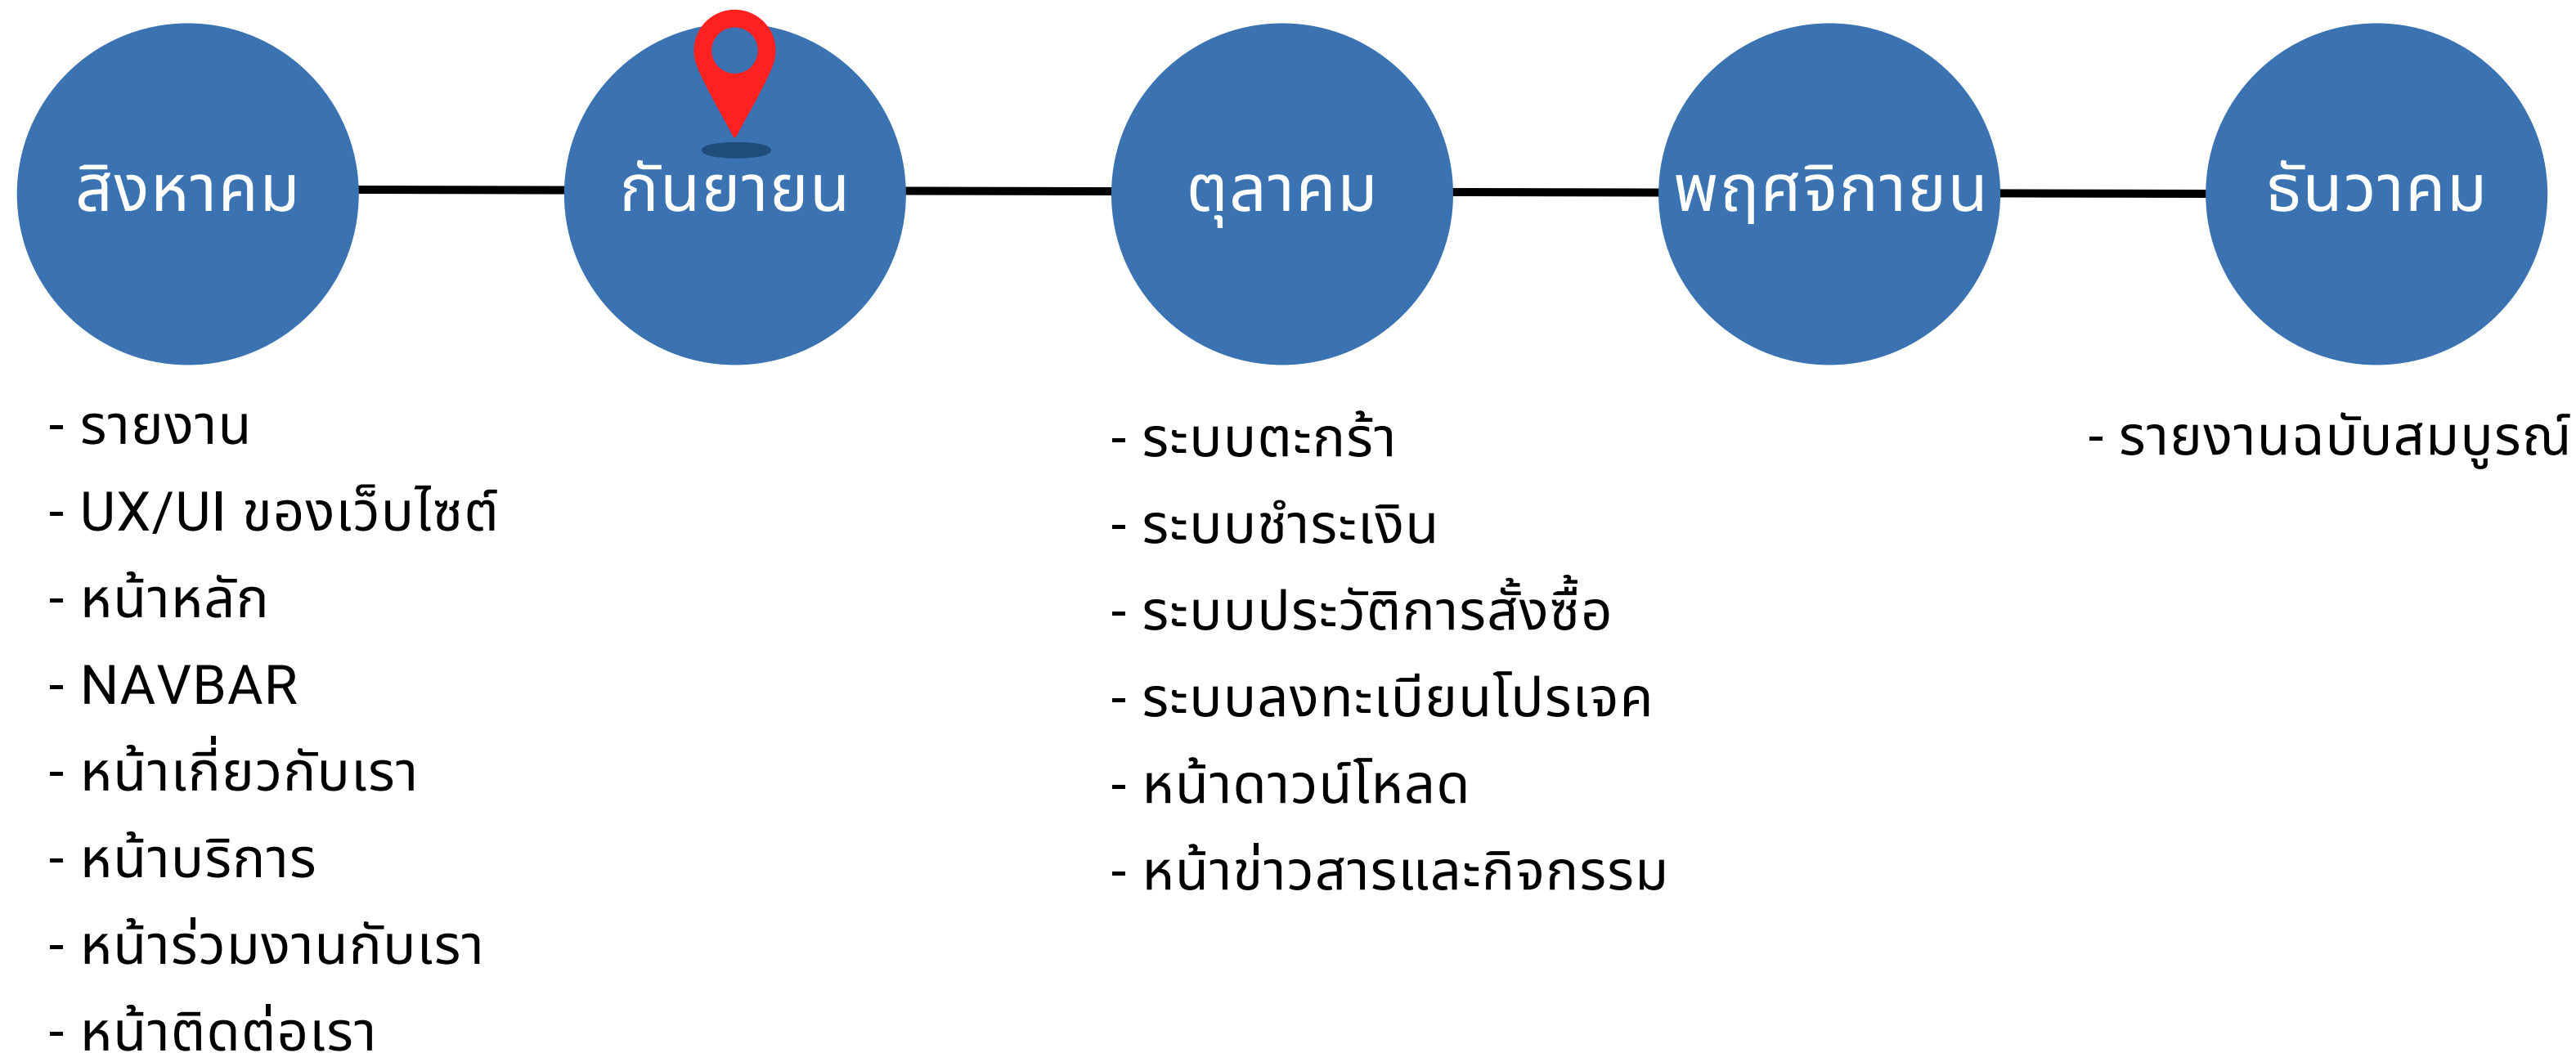 สิงหาคม
กันยายน
ตุลาคม
พฤศจิกายน
ธันวาคม
- รายงาน
- UX/UI ของเว็บไซต์
- หน้าหลัก
- NAVBAR
- หน้าเกี่ยวกับเรา
- หน้าบริการ
- หน้าร่วมงานกับเรา
- หน้าติดต่อเรา
- ระบบตะกร้า
- ระบบชำระเงิน
- ระบบประวัติการสั้งซื้อ
- ระบบลงทะเบียนโปรเจค
- หน้าดาวน์โหลด
- หน้าข่าวสารและกิจกรรม
- รายงานฉบับสมบูรณ์